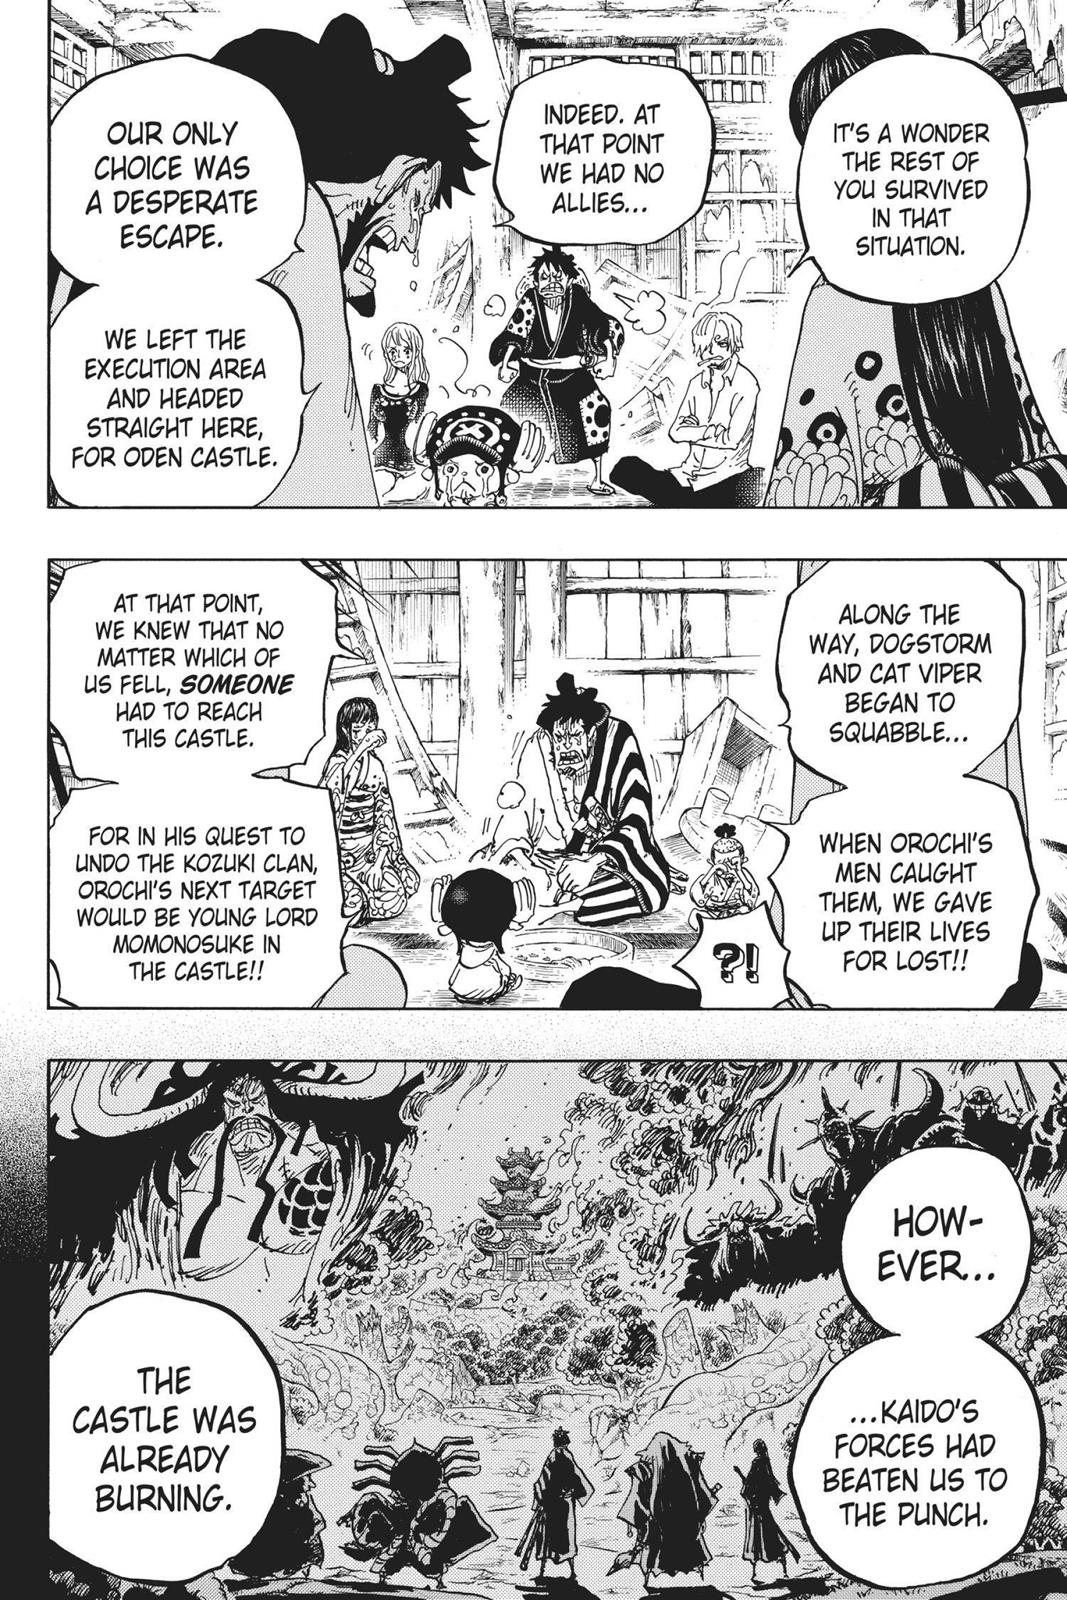 IT'S A WONDER
THE REST OF
YOU SURVIVED
IN THAT
SITUATION.
INDEED. AT
THAT POINT
WE HAD NO
ALLIES...
OUR ONLY
CHOICE WAS
A DESPERATE
ESCAPE.
WE LEFT THE
EXECUTION AREA
AND HEADED
STRAIGHT HERE,
FOR ODEN CASTLE.
ALONG THE
WAY, DOGSTORM
AND CAT VIPER
BEGAN TO
SQUABBLE...
WHEN OROCHI'S
MEN CAUGHT
THEM, WE GAVE
UP THEIR LIVES
FOR LOST!!
?!
AT THAT POINT,
WE KNEW THAT NO
MATTER WHICH OF
US FELL, SOMEONE
HAD TO REACH
THIS CASTLE.
FOR IN HIS QUEST TO
UNDO THE KOZUKI CLAN,
OROCHI'S NEXT TARGET
WOULD BE YOUNG LORD
MOMONOSUKE IN
THE CASTLE!!
HOW-
EVER...
...KAIDO'S
FORCES HAD
BEATEN US TO
THE PUNCH.
THE
CASTLE WAS
ALREADY
BURNING.